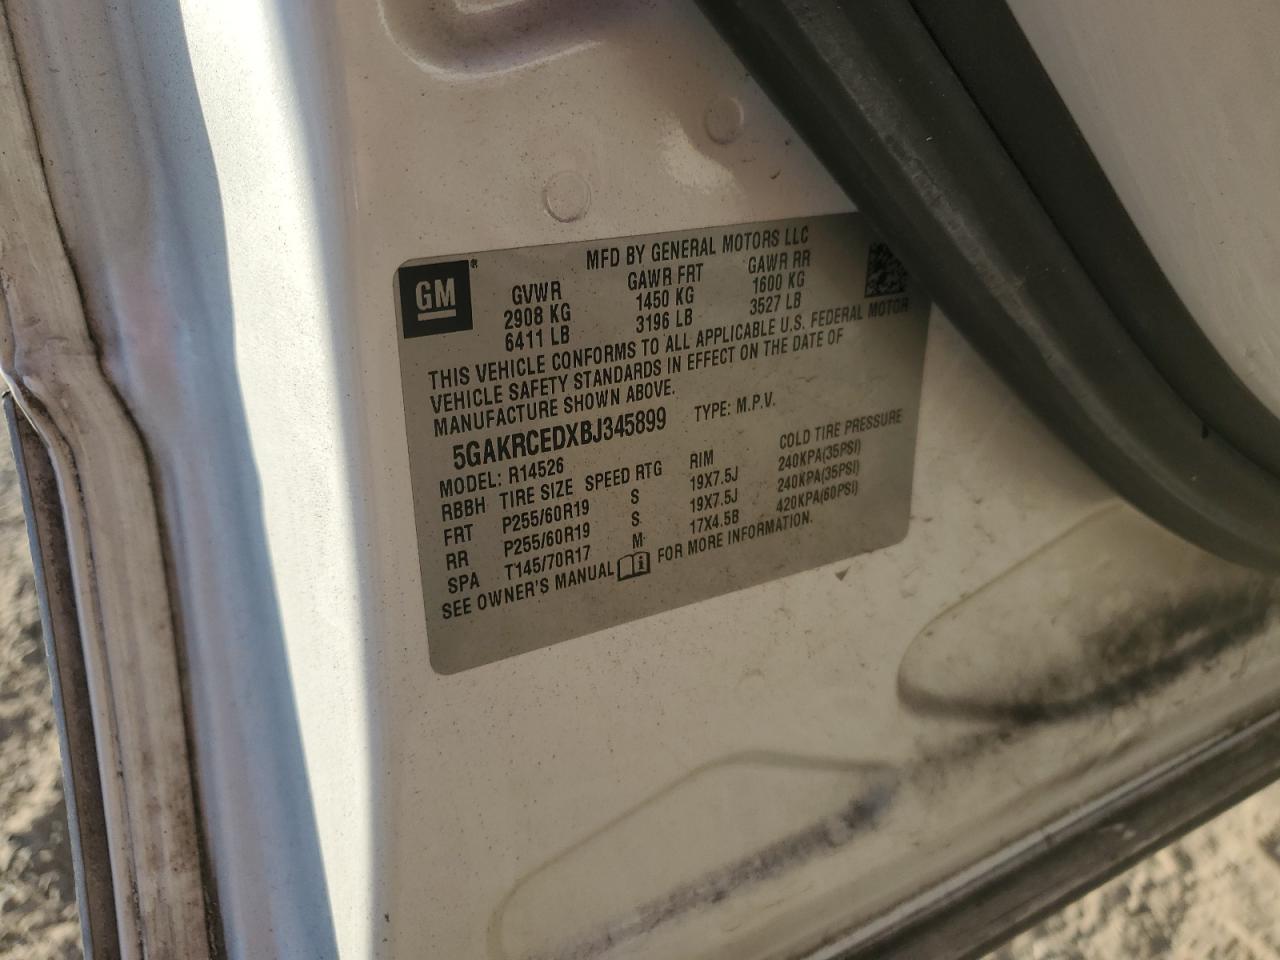 MFD BY GENERAL MOTORS LLC
GM®
GVWR GAWR FRT GAWR RR
2908 KG 1450 KG 1600 KG
6411 LB 3196 LB 3527 LB
THIS VEHICLE CONFORMS TO ALL APPLICABLE U.S. FEDERAL MOTOR
VEHICLE SAFETY STANDARDS IN EFFECT ON THE DATE OF
MANUFACTURE SHOWN ABOVE.
5GAKRCEDXBJ345899 TYPE: M.P.V.
MODEL: R14526
RBBH TIRE SIZE SPEED RTG RIM COLD TIRE PRESSURE
FRT P255/60R19 S 19X7.5J 240KPA(35PSI)
RR P255/60R19 S 19X7.5J 240KPA(35PSI)
SPA T145/70R17 M 17X4.5B 420KPA(60PSI)
SEE OWNER'S MANUAL FOR MORE INFORMATION.